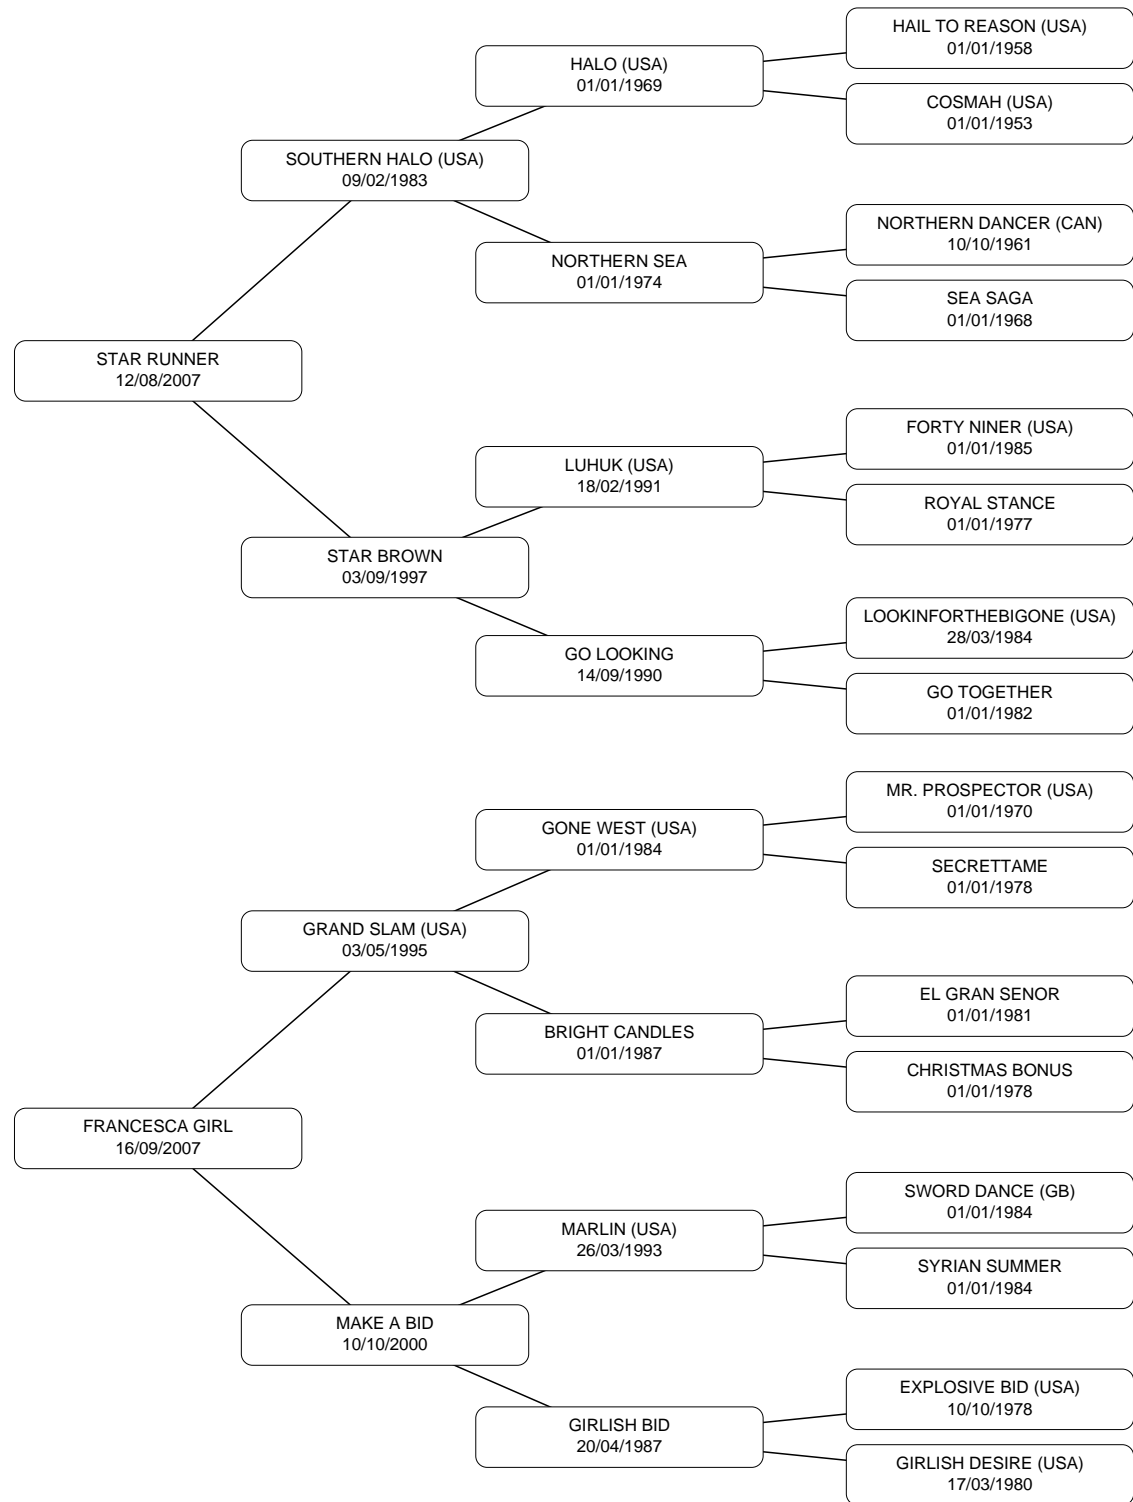 HAIL TO REASON (USA)
01/01/1958
HALO (USA)
01/01/1969
COSMAH (USA)
01/01/1953
SOUTHERN HALO (USA)
09/02/1983
NORTHERN DANCER (CAN)
10/10/1961
NORTHERN SEA
01/01/1974
SEA SAGA
01/01/1968
STAR RUNNER
12/08/2007
FORTY NINER (USA)
01/01/1985
LUHUK (USA)
18/02/1991
ROYAL STANCE
01/01/1977
STAR BROWN
03/09/1997
LOOKINFORTHEBIGONE (USA)
28/03/1984
GO LOOKING
14/09/1990
GO TOGETHER
01/01/1982
MR. PROSPECTOR (USA)
01/01/1970
GONE WEST (USA)
01/01/1984
SECRETTAME
01/01/1978
GRAND SLAM (USA)
03/05/1995
EL GRAN SENOR
01/01/1981
BRIGHT CANDLES
01/01/1987
CHRISTMAS BONUS
01/01/1978
FRANCESCA GIRL
16/09/2007
SWORD DANCE (GB)
01/01/1984
MARLIN (USA)
26/03/1993
SYRIAN SUMMER
01/01/1984
MAKE A BID
10/10/2000
EXPLOSIVE BID (USA)
10/10/1978
GIRLISH BID
20/04/1987
GIRLISH DESIRE (USA)
17/03/1980